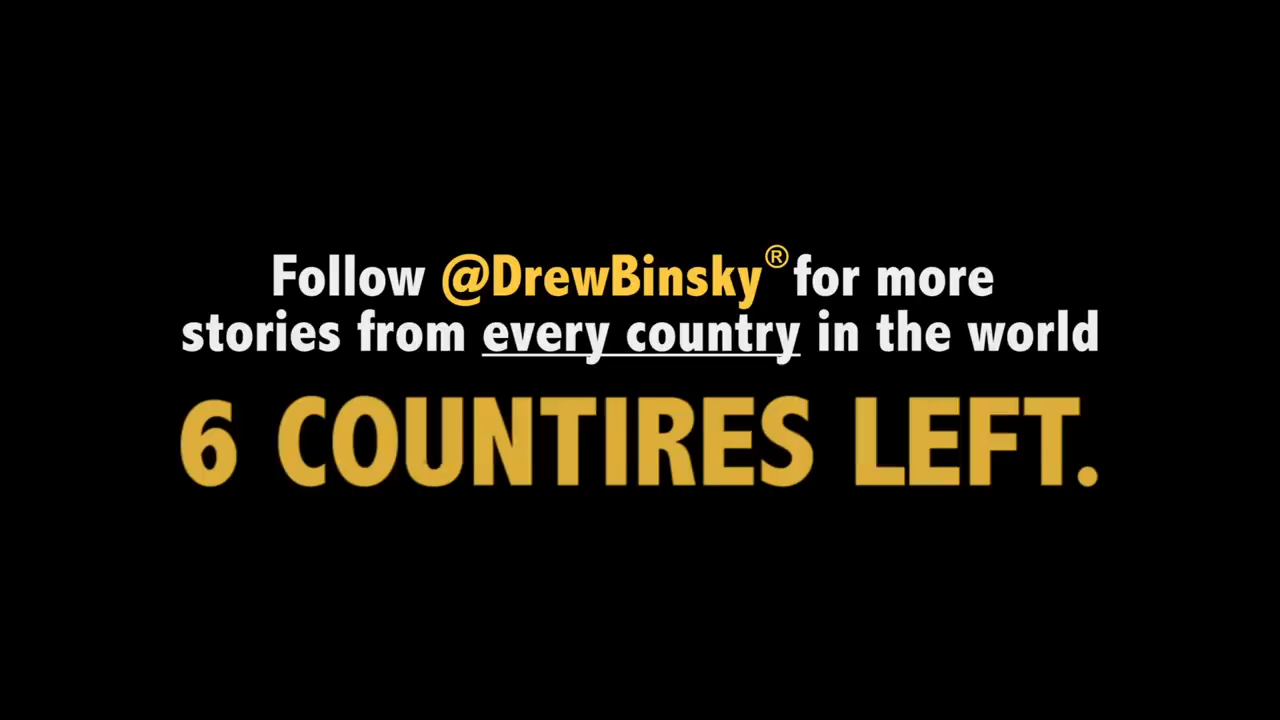 Follow @DrewBinsky® for more
stories from every country in the world
6 COUNTIRES LEFT.